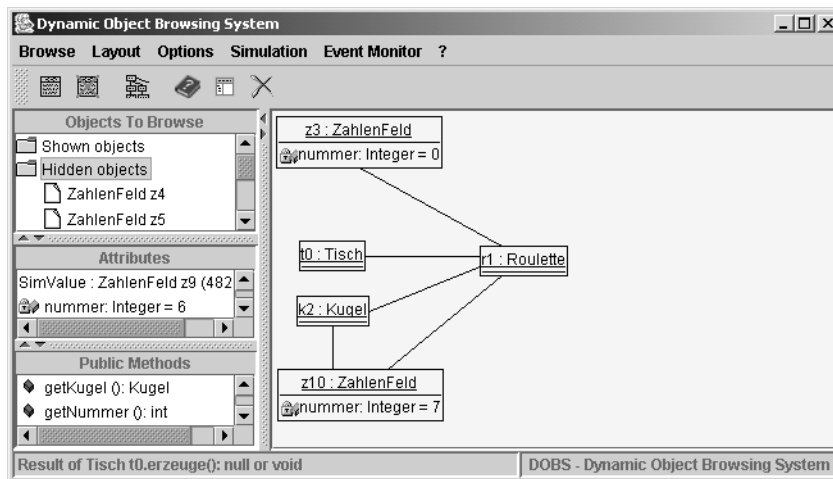 Dynamic Object Browsing System
Browse Layout Options Simulation Event Monitor ?
Objects To Browse
Shown objects
Hidden objects
ZahlenFeld z4
ZahlenFeld z5
Attributes
SimValue : ZahlenFeld z9 (482
nummer: Integer = 6
Public Methods
getKugel (): Kugel
getNummer (): int
z3 : ZahlenFeld
nummer: Integer = 0
t0 : Tisch
r1 : Roulette
k2 : Kugel
z10 : ZahlenFeld
nummer: Integer = 7
Result of Tisch t0.erzeuge(): null or void
DOBS - Dynamic Object Browsing System